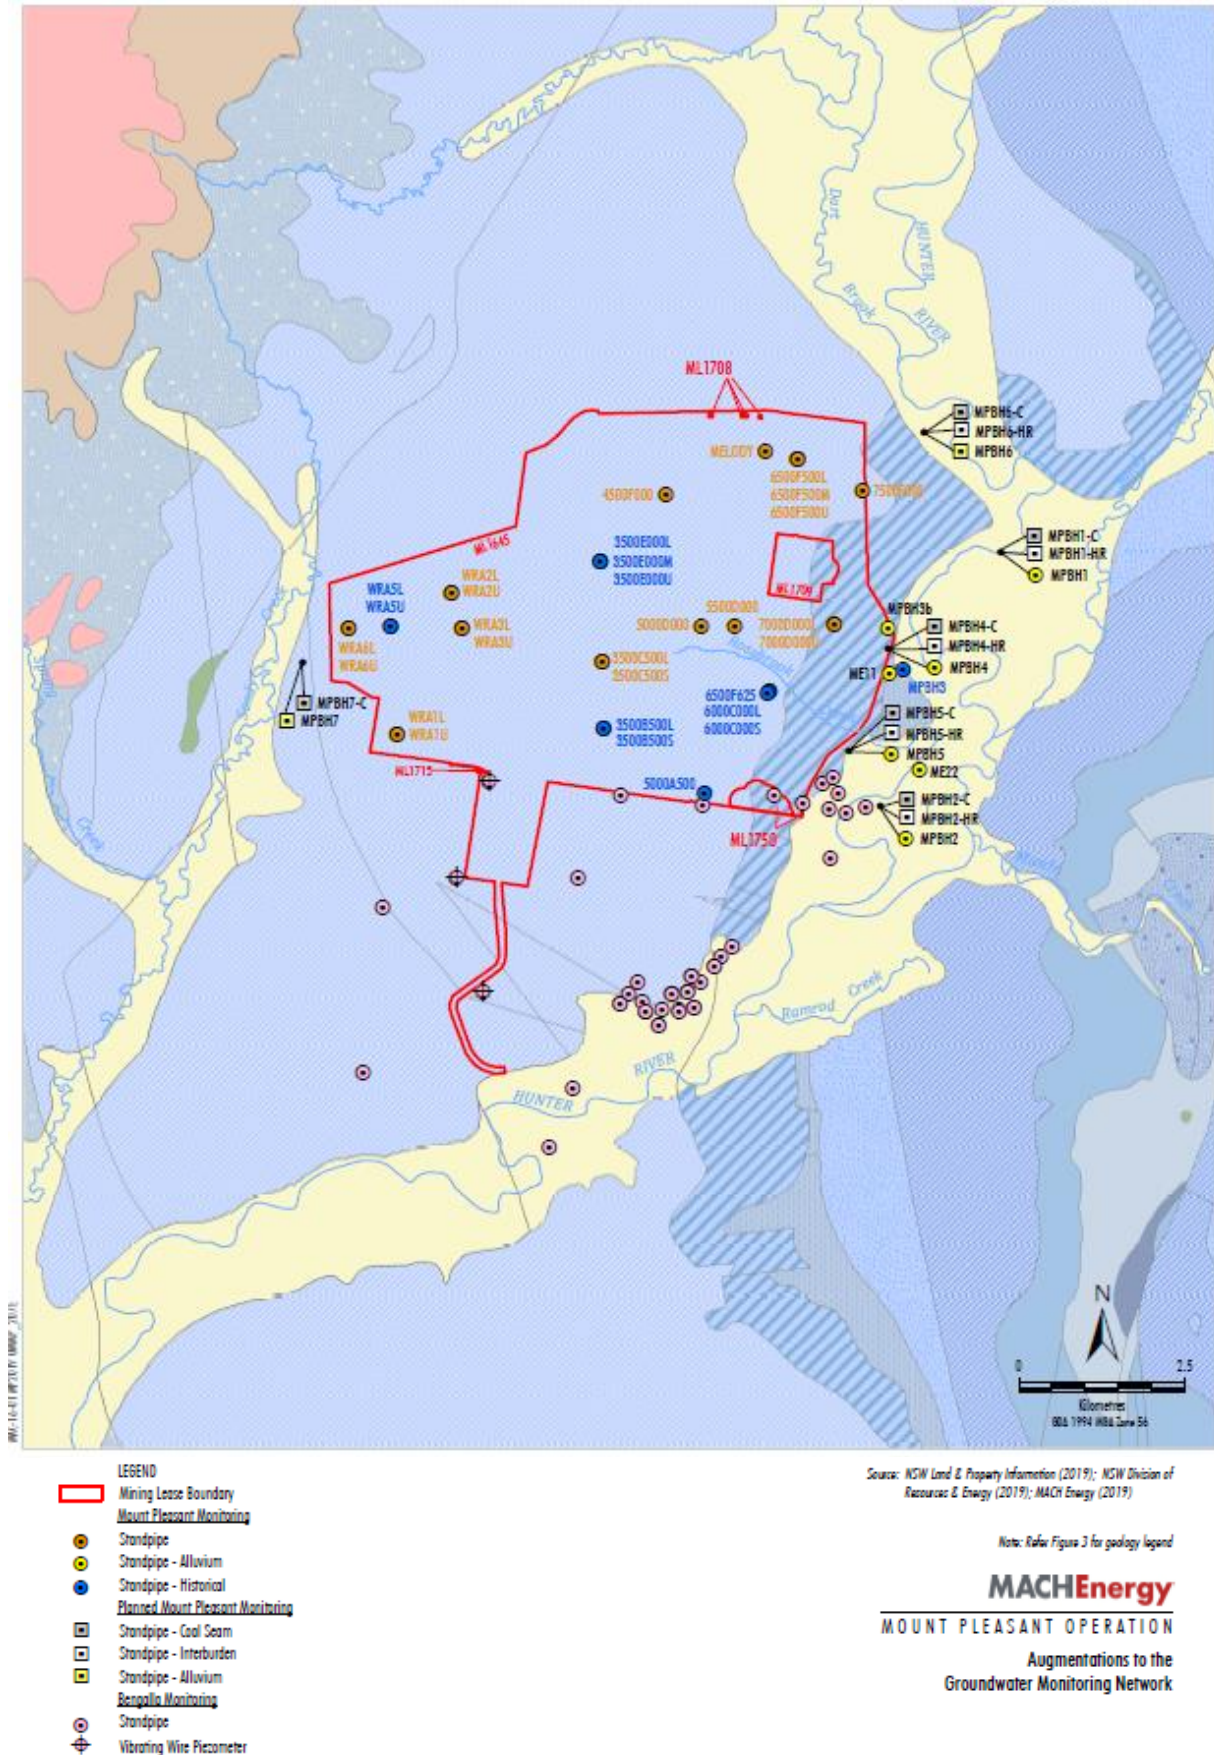 Dart
Brook
HUNTER
RIVER
ML1708
MPBH6-C
MPBH6-HR
MPBH6
MELODY
6500F500L
6500F500M
6500F500U
4500F000
ML1645
3500E000L
3500E000M
3500E000U
ML1709
MPBH1-C
MPBH1-HR
MPBH1
WRA5L
WRA5U
WRA2L
WRA2U
WRA6L
WRA6U
WRA3L
WRA3U
5500D000
5000D000
7000D000L
7000D000U
MPBH3b
MPBH4-C
MPBH4-HR
MPBH4
ME11
MPBH3
3500C500L
3500C500S
MPBH7-C
MPBH7
6500F625
6000C000L
6000C000S
WRA1L
WRA1U
3500B500L
3500B500S
MPBH5-C
MPBH5-HR
MPBH5
ME22
ML1715
5000A500
ML1750
MPBH2-C
MPBH2-HR
MPBH2
Creek
Ramrod Creek
HUNTER RIVER
N
0 2.5
Kilometres
LEGEND
Mining Lease Boundary
Mount Pleasant Monitoring
Standpipe
Standpipe - Alluvium
Standpipe - Historical
Planned Mount Pleasant Monitoring
Standpipe - Coal Seam
Standpipe - Interburden
Standpipe - Alluvium
Bengalla Monitoring
Standpipe
Vibrating Wire Piezometer
Source: NSW Land & Property Information (2019); NSW Division of
Resources & Energy (2019); MACH Energy (2019)
Note: Refer Figure 3 for geology legend
MACHEnergy
MOUNT PLEASANT OPERATION
Augmentations to the
Groundwater Monitoring Network